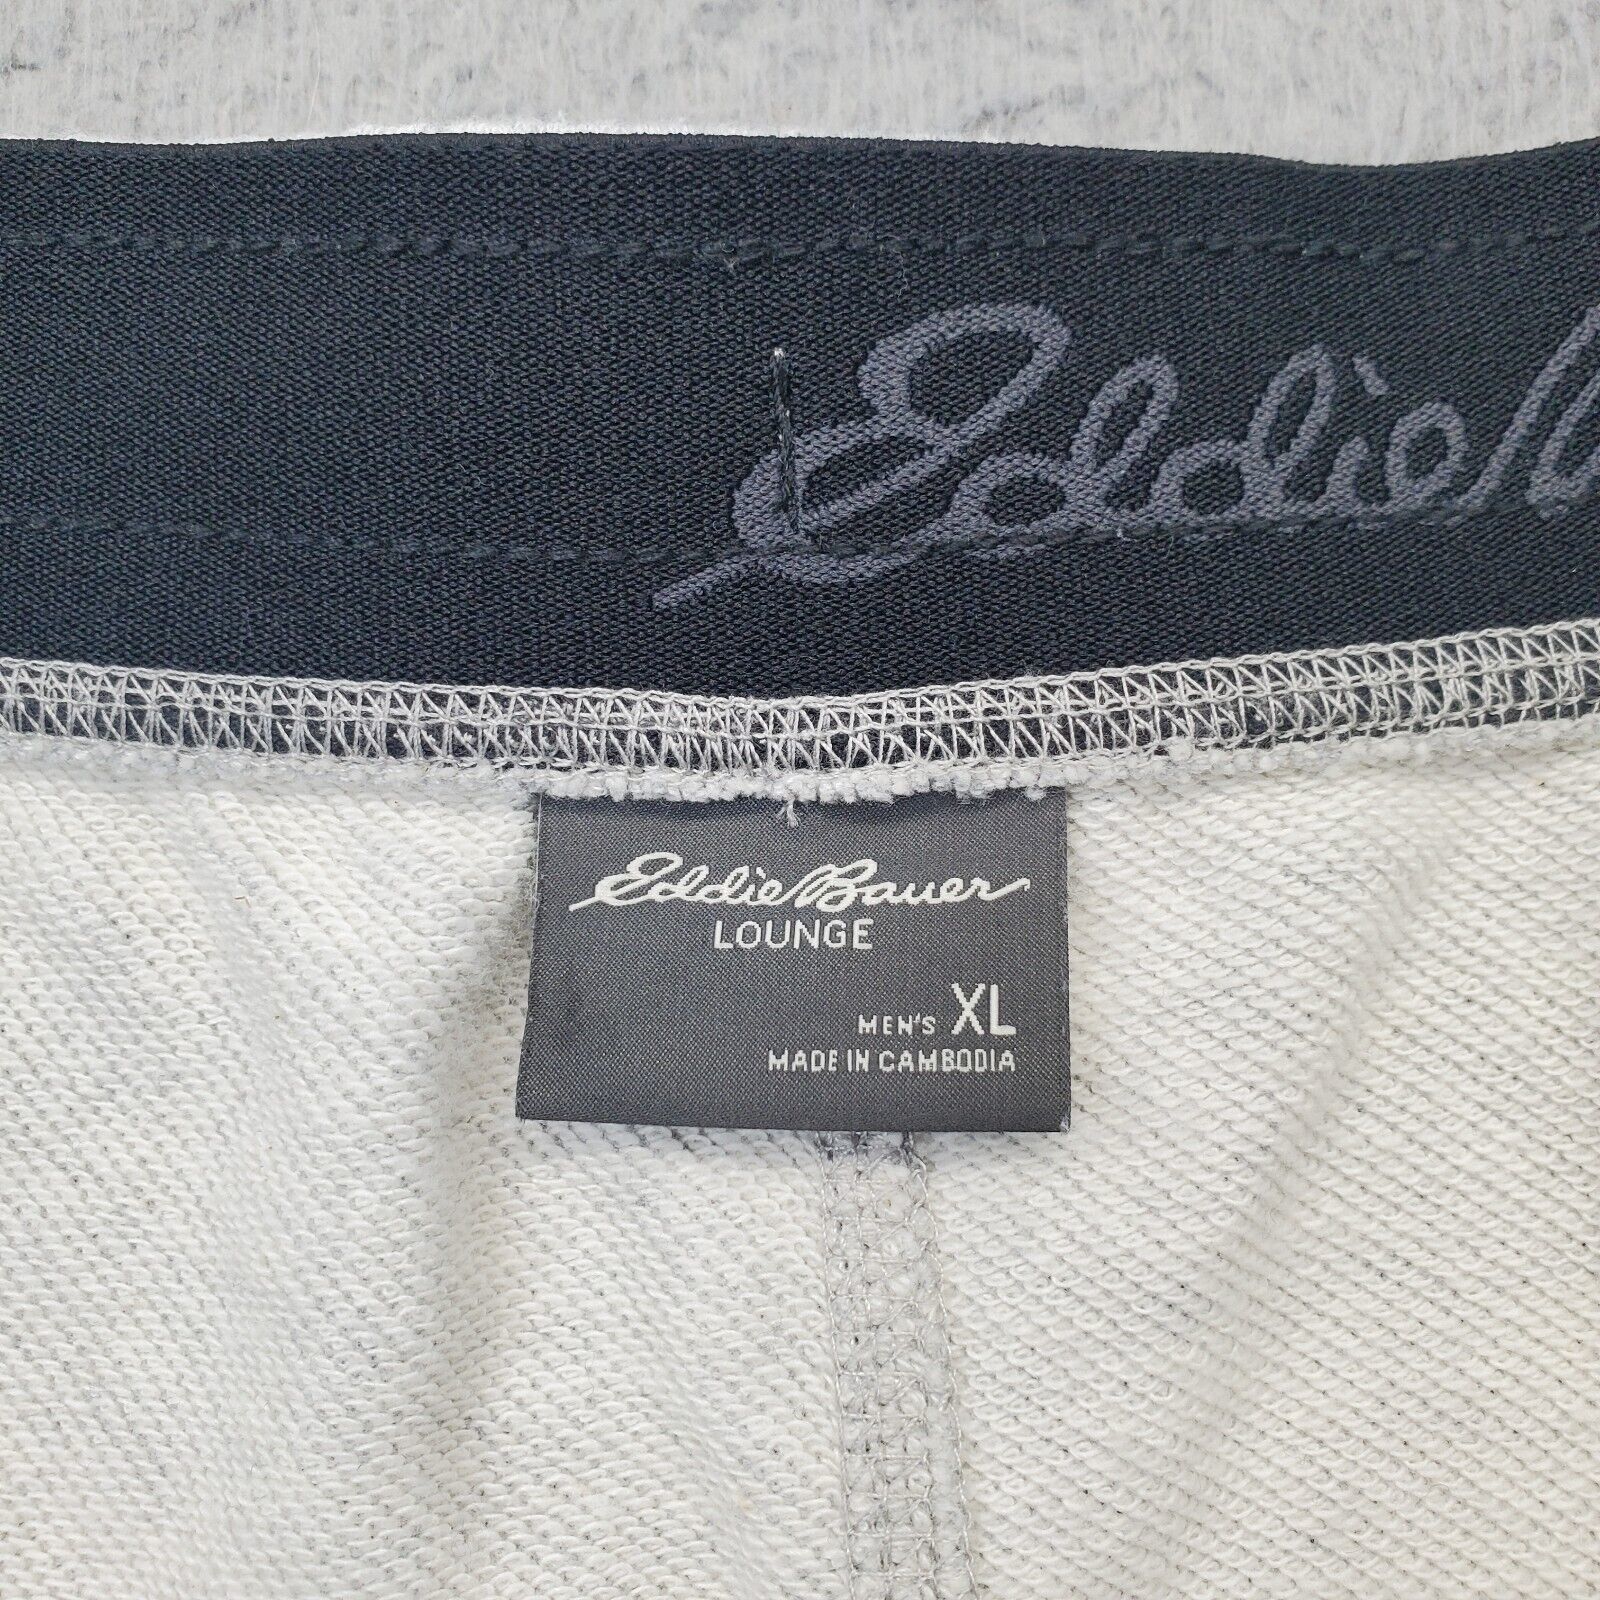 Eddie
Eddie Bauer
LOUNGE
MEN'S XL
MADE IN CAMBODIA